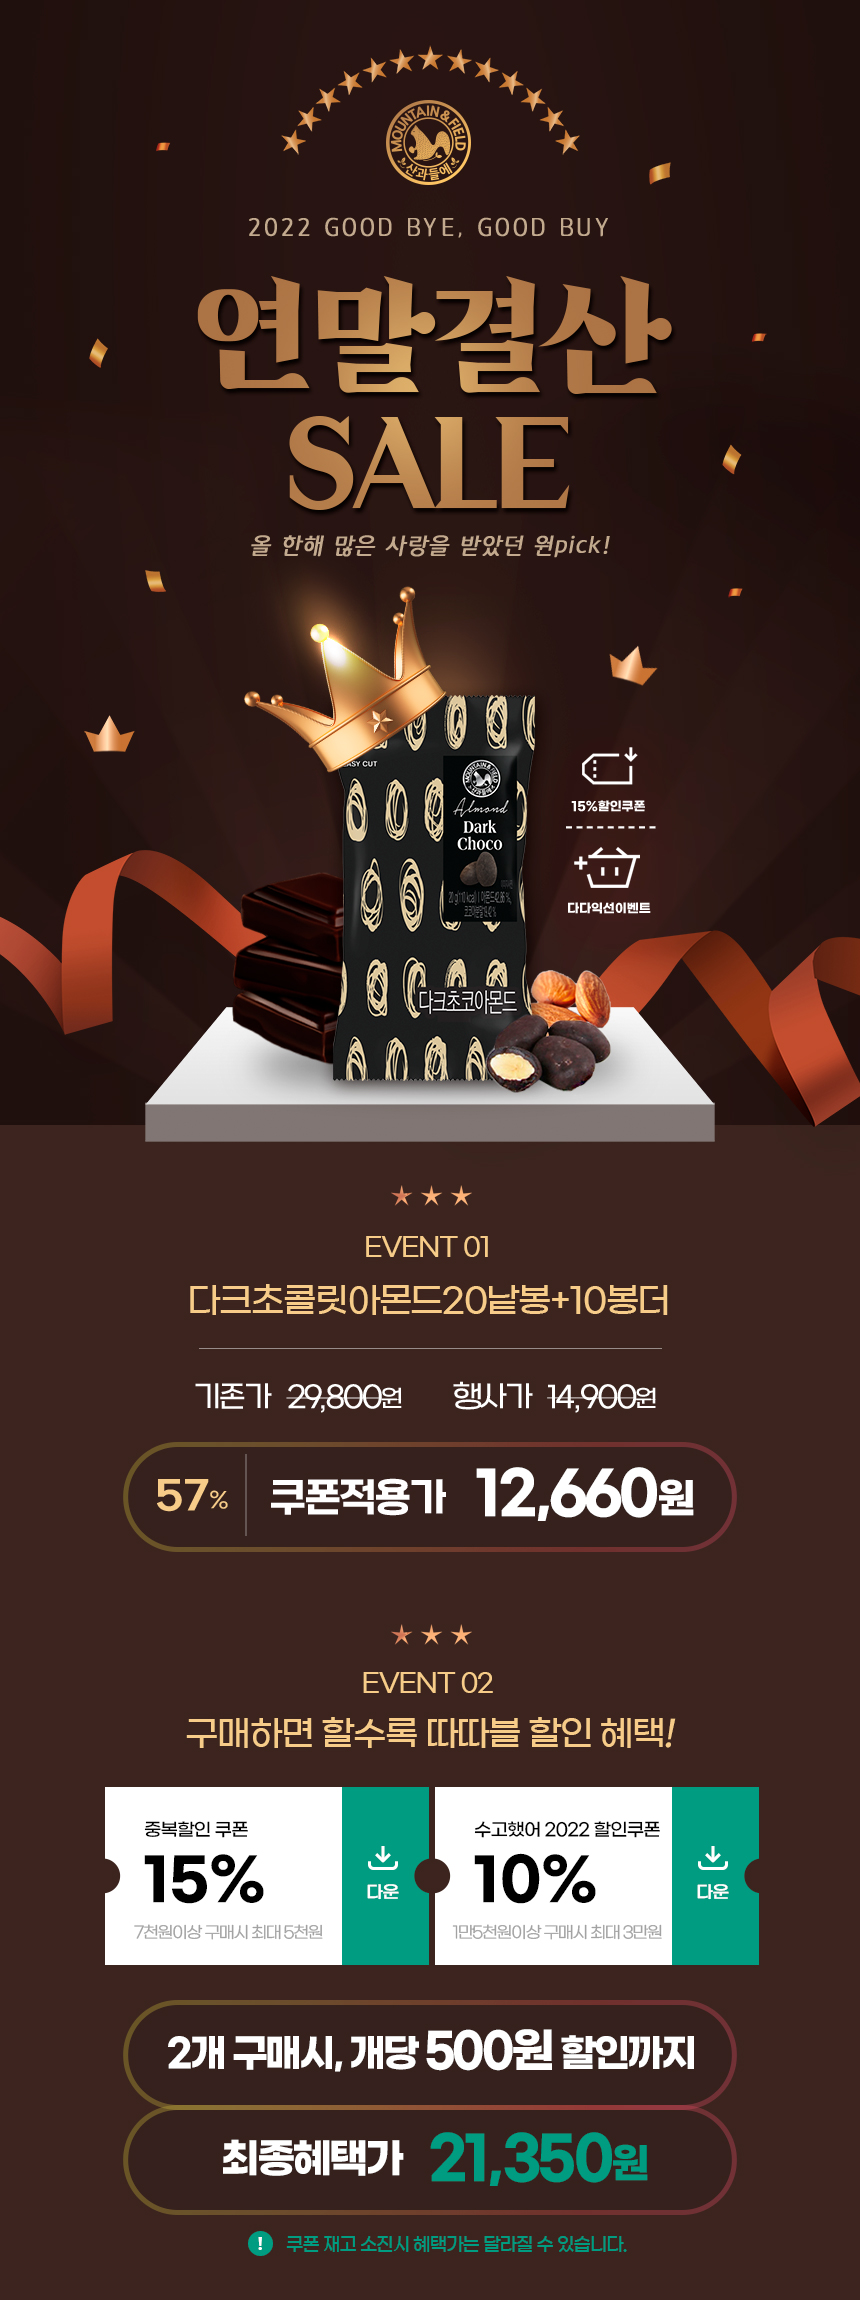 MOUNTAIN & FIELD
산과들에
2022 GOOD BYE, GOOD BUY
연말결산
SALE
올 한해 많은 사랑을 받았던 원pick!
EASY CUT
MOUNTAIN & FIELD
산과들에
Almond
Dark
Choco
다크초코아몬드
15%할인쿠폰
다다익선이벤트
EVENT 01
다크초콜릿아몬드20낱봉+10봉더
기존가 29,800원 행사가 14,900원
57% 쿠폰적용가 12,660원
EVENT 02
구매하면 할수록 따따블 할인 혜택!
중복할인 쿠폰
15%
7천원이상 구매시 최대 5천원
다운
수고했어 2022 할인쿠폰
10%
1만5천원이상 구매시 최대 3만원
다운
2개 구매시, 개당 500원 할인까지
최종혜택가 21,350원
! 쿠폰 재고 소진시 혜택가는 달라질 수 있습니다.